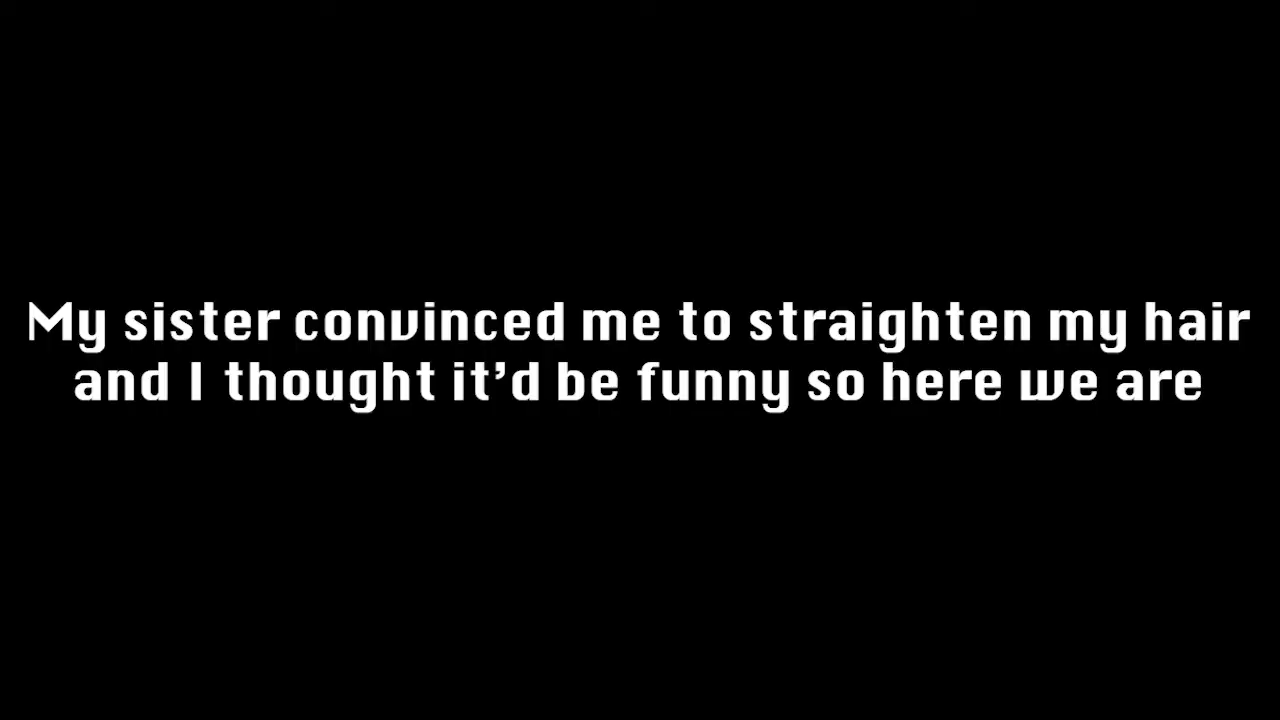 My sister convinced me to straighten my hair
and I thought it’d be funny so here we are